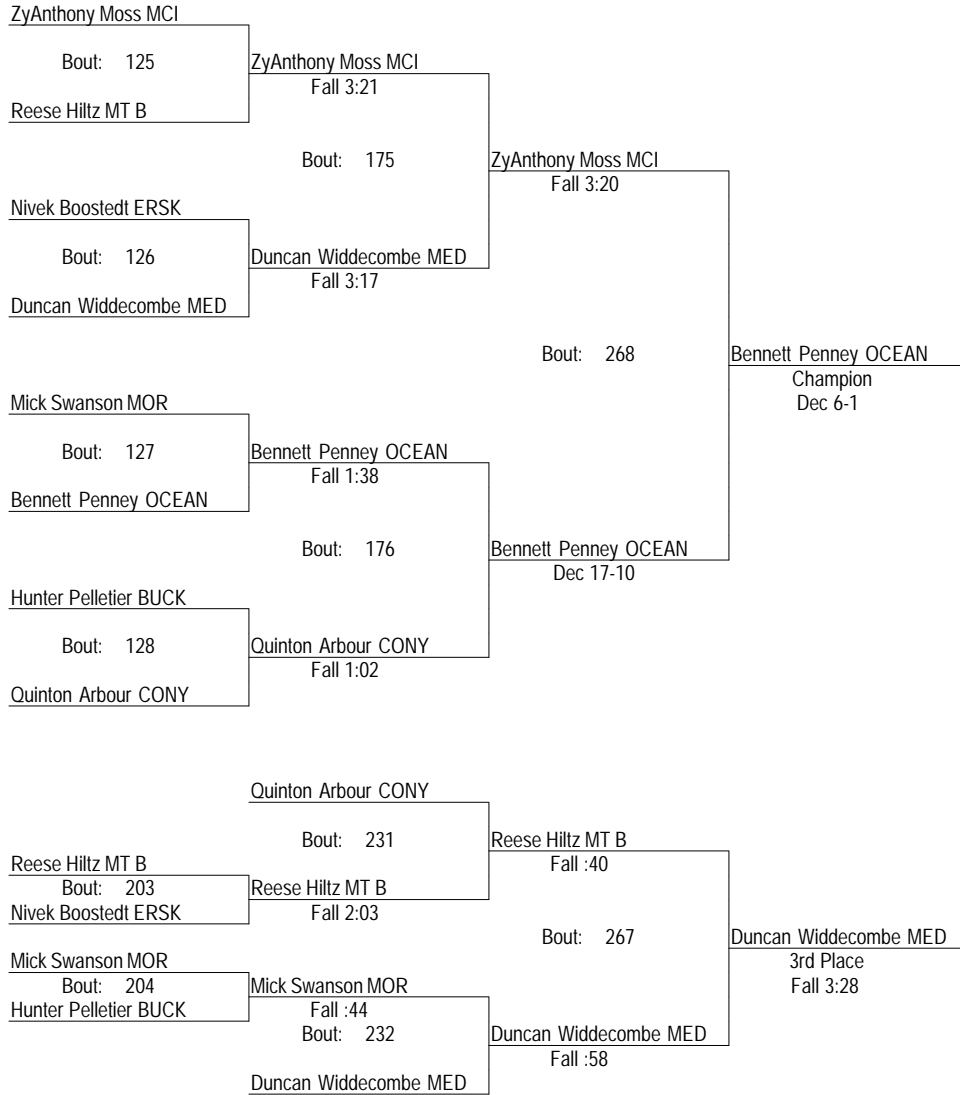 ZyAnthony Moss MCI
Bout: 125
ZyAnthony Moss MCI
Fall 3:21
Reese Hiltz MT B
Bout: 175
ZyAnthony Moss MCI
Fall 3:20
Nivek Boostedt ERSK
Bout: 126
Duncan Widdecombe MED
Fall 3:17
Duncan Widdecombe MED
Bout: 268
Bennett Penney OCEAN
Champion
Dec 6-1
Mick Swanson MOR
Bout: 127
Bennett Penney OCEAN
Fall 1:38
Bennett Penney OCEAN
Bout: 176
Bennett Penney OCEAN
Dec 17-10
Hunter Pelletier BUCK
Bout: 128
Quinton Arbour CONY
Fall 1:02
Quinton Arbour CONY
Quinton Arbour CONY
Bout: 231
Reese Hiltz MT B
Fall :40
Reese Hiltz MT B
Bout: 203
Reese Hiltz MT B
Fall 2:03
Nivek Boostedt ERSK
Bout: 267
Duncan Widdecombe MED
3rd Place
Fall 3:28
Mick Swanson MOR
Bout: 204
Mick Swanson MOR
Fall :44
Hunter Pelletier BUCK
Bout: 232
Duncan Widdecombe MED
Fall :58
Duncan Widdecombe MED